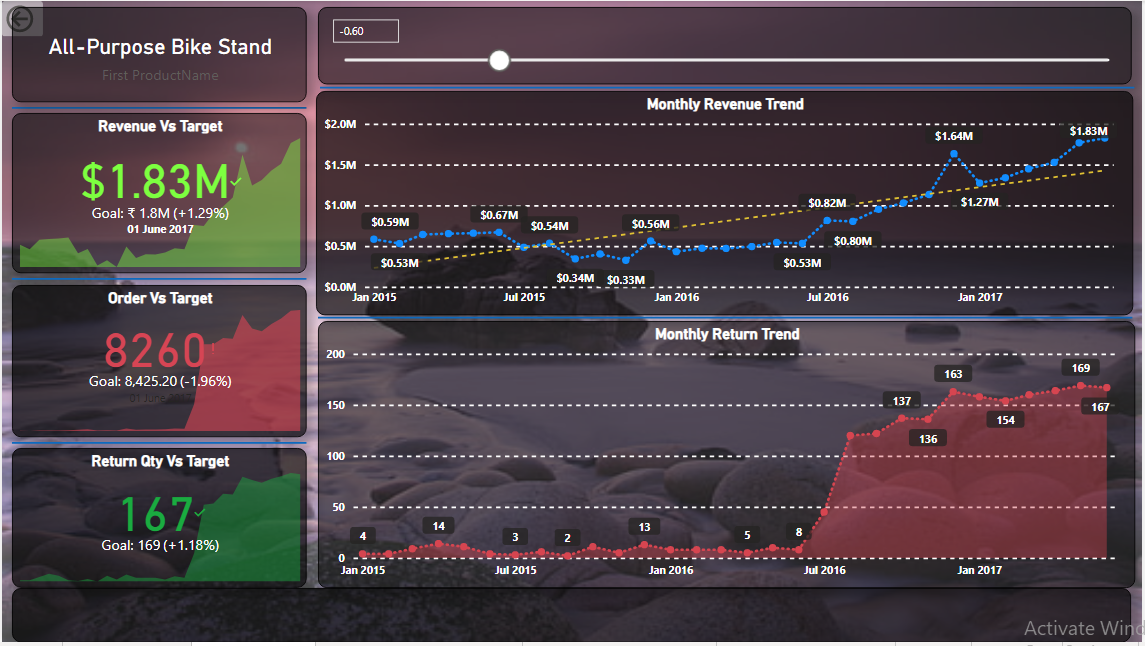 All-Purpose Bike Stand
First ProductName
-0.60
Revenue Vs Target
$1.83M
Goal: ₹ 1.8M (+1.29%)
01 June 2017
Order Vs Target
8260!
Goal: 8,425.20 (-1.96%)
01 June 2017
Return Qty Vs Target
167
Goal: 169 (+1.18%)
Monthly Revenue Trend
$2.0M
$1.5M
$1.0M
$0.5M
$0.0M
$0.59M
$0.53M
$0.67M
$0.54M
$0.34M
$0.33M
$0.56M
$0.53M
$0.82M
$0.80M
$1.64M
$1.27M
$1.83M
Jan 2015
Jul 2015
Jan 2016
Jul 2016
Jan 2017
Monthly Return Trend
200
150
100
50
0
4
14
3
2
13
5
8
137
136
163
154
169
167
Jan 2015
Jul 2015
Jan 2016
Jul 2016
Jan 2017
Activate Wind